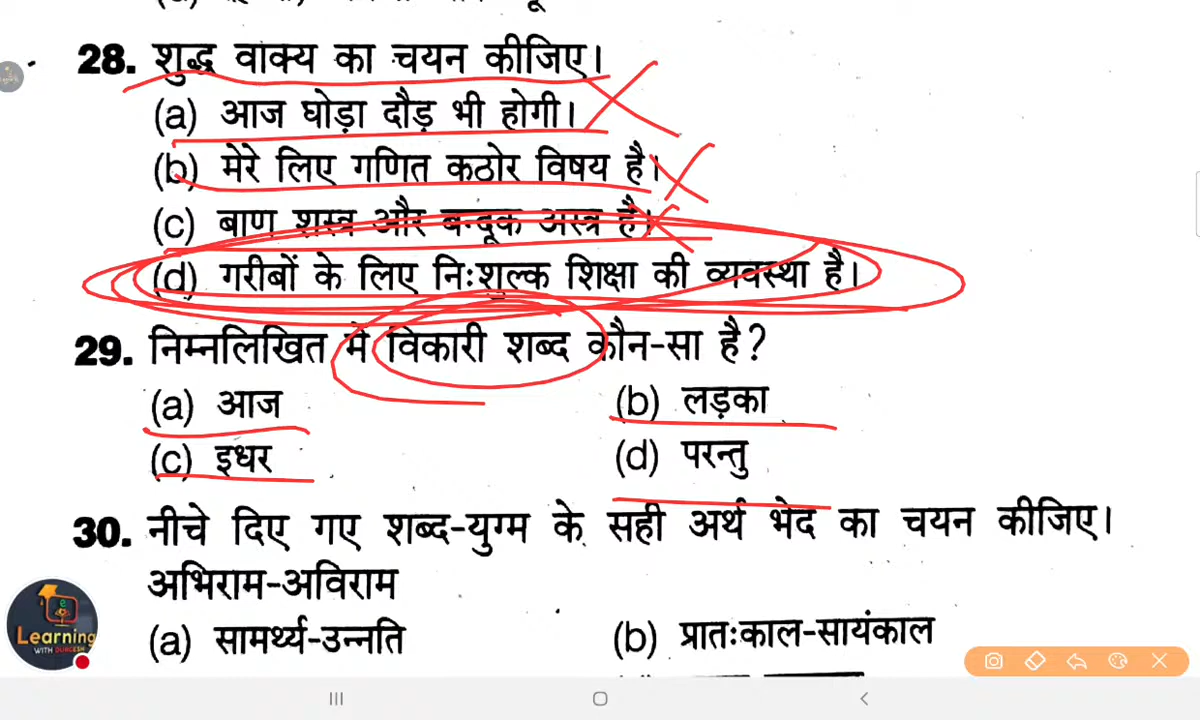 28. शुद्ध वाक्य का चयन कीजिए।
(a) आज घोड़ा दौड़ भी होगी।
(b) मेरे लिए गणित कठोर विषय है।
(c) बाण शस्त्र और बन्दूक अस्त्र है।
(d) गरीबों के लिए निःशुल्क शिक्षा की व्यवस्था है।
29. निम्नलिखित में विकारी शब्द कौन-सा है?
(a) आज (b) लड़का
(c) इधर (d) परन्तु
30. नीचे दिए गए शब्द-युग्म के सही अर्थ भेद का चयन कीजिए।
अभिराम-अविराम
(a) सामर्थ्य-उन्नति (b) प्रातःकाल-सायंकाल
Learning
WITH DURGESH